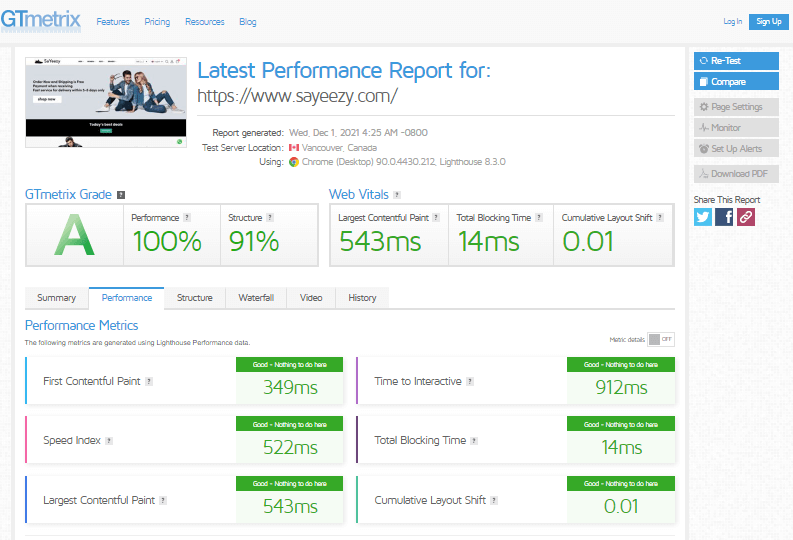 GTmetrix
Features Pricing Resources Blog
Log In Sign Up
SaYeezy
Order Now and Shipping is Free
Payment when Receiving
Fast service for delivery within 3-5 days only
shop now
Today's best deals
Latest Performance Report for:
https://www.sayeezy.com/
Report generated: Wed, Dec 1, 2021 4:25 AM -0800
Test Server Location: Vancouver, Canada
Using: Chrome (Desktop) 90.0.4430.212, Lighthouse 8.3.0
Re-Test
Compare
Page Settings
Monitor
Set Up Alerts
Download PDF
Share This Report
GTmetrix Grade ?
A
Performance ?
100%
Structure ?
91%
Web Vitals ?
Largest Contentful Paint ?
543ms
Total Blocking Time ?
14ms
Cumulative Layout Shift ?
0.01
Summary Performance Structure Waterfall Video History
Performance Metrics
The following metrics are generated using Lighthouse Performance data.
Metric details OFF
First Contentful Paint ?
Good - Nothing to do here
349ms
Time to Interactive ?
Good - Nothing to do here
912ms
Speed Index ?
Good - Nothing to do here
522ms
Total Blocking Time ?
Good - Nothing to do here
14ms
Largest Contentful Paint ?
Good - Nothing to do here
543ms
Cumulative Layout Shift ?
Good - Nothing to do here
0.01